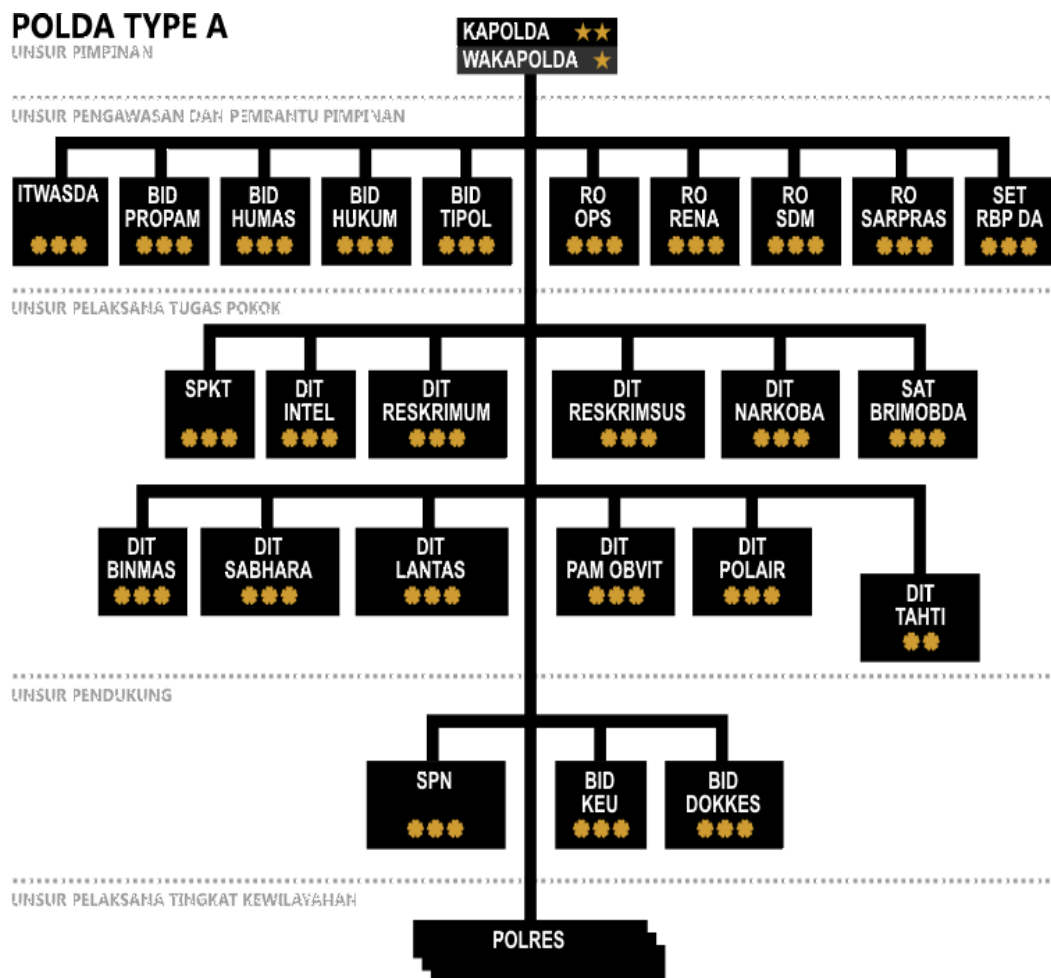 POLDA TYPE A
UNSUR PIMPINAN
KAPOLDA
WAKAPOLDA
UNSUR PENGAWASAN DAN PEMBANTU PIMPINAN
ITWASDA
BID
PROPAM
BID
HUMAS
BID
HUKUM
BID
TIPOL
RO
OPS
RO
RENA
RO
SDM
RO
SARPRAS
SET
RBP DA
UNSUR PELAKSANA TUGAS POKOK
SPKT
DIT
INTEL
DIT
RESKRIMUM
DIT
RESKRIMSUS
DIT
NARKOBA
SAT
BRIMOBDA
DIT
BINMAS
DIT
SABHARA
DIT
LANTAS
DIT
PAM OBVIT
DIT
POLAIR
DIT
TAHTI
UNSUR PENDUKUNG
SPN
BID
KEU
BID
DOKKES
UNSUR PELAKSANA TINGKAT KEWILAYAHAN
POLRES